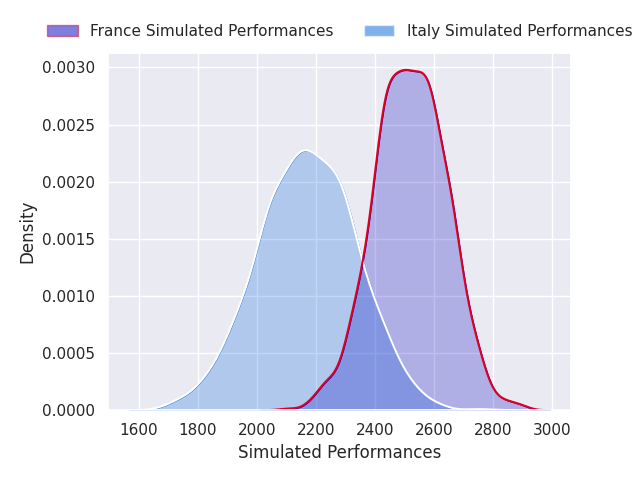 France Simulated Performances Italy Simulated Performances
0.0030
0.0025
0.0020
0.0015
0.0010
0.0005
0.0000
Density
1600 1800 2000 2200 2400 2600 2800 3000
Simulated Performances